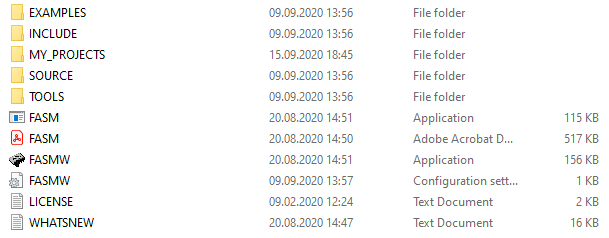 EXAMPLES 09.09.2020 13:56 File folder
INCLUDE 09.09.2020 13:56 File folder
MY_PROJECTS 15.09.2020 18:45 File folder
SOURCE 09.09.2020 13:56 File folder
TOOLS 09.09.2020 13:56 File folder
FASM 20.08.2020 14:51 Application 115 KB
FASM 20.08.2020 14:50 Adobe Acrobat D... 517 KB
FASMW 20.08.2020 14:51 Application 156 KB
FASMW 09.09.2020 13:57 Configuration sett... 1 KB
LICENSE 09.02.2020 12:24 Text Document 2 KB
WHATSNEW 20.08.2020 14:47 Text Document 16 KB